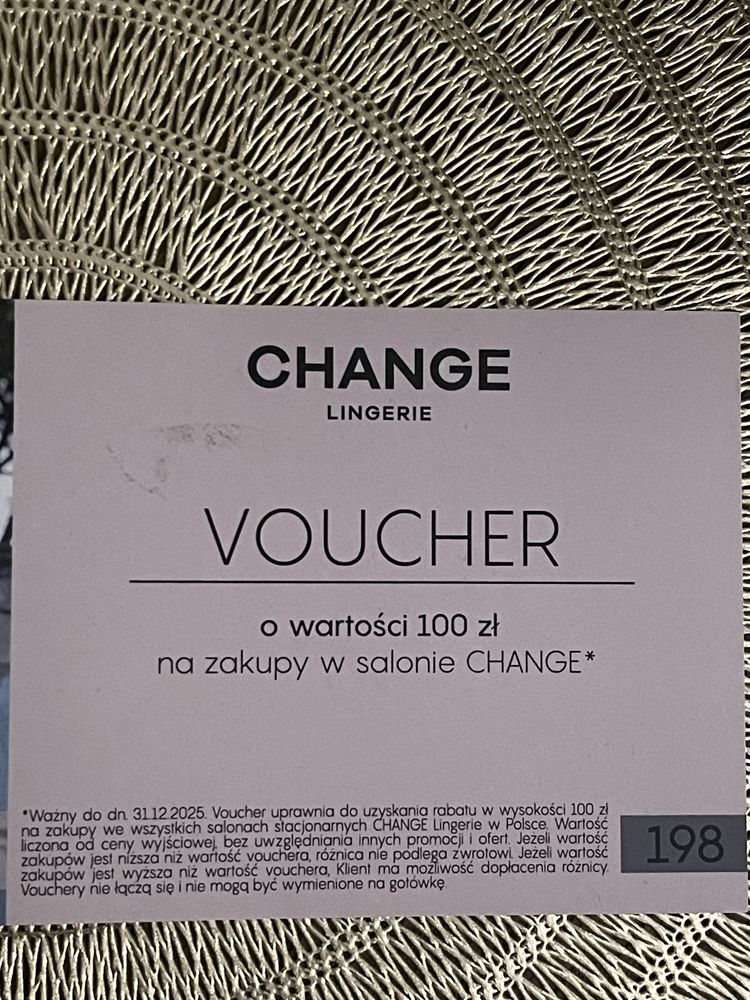 CHANGE
LINGERIE
VOUCHER
o wartości 100 zł
na zakupy w salonie CHANGE*
*Ważny do dn. 31.12.2025. Voucher uprawnia do uzyskania rabatu w wysokości 100 zł
na zakupy we wszystkich salonach stacjonarnych CHANGE Lingerie w Polsce. Wartość
liczona od ceny wyjściowej, bez uwzględniania innych promocji i ofert. Jeżeli wartość
zakupów jest niższa niż wartość vouchera, różnica nie podlega zwrotowi. Jeżeli wartość
zakupów jest wyższa niż wartość vouchera, Klient ma możliwość dopłacenia różnicy.
Vouchery nie łączą się i nie mogą być wymienione na gotówkę.
198